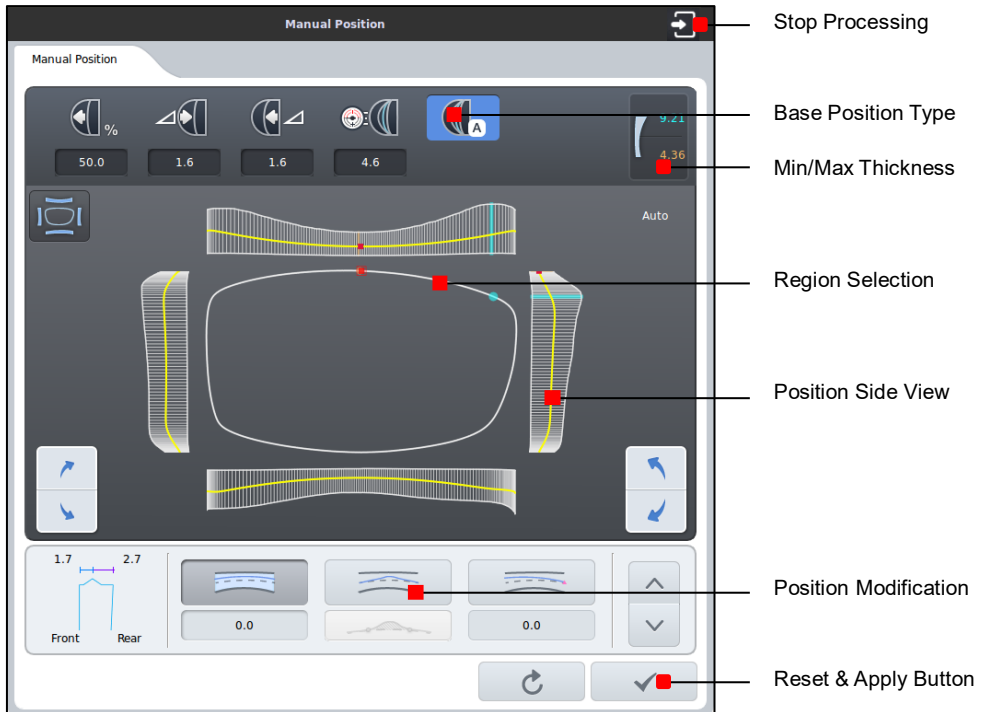 Manual Position
Stop Processing
Manual Position
%
A
9.21
4.36
50.0
1.6
1.6
4.6
Base Position Type
Min/Max Thickness
Auto
Region Selection
Position Side View
1.7
2.7
Front
Rear
0.0
0.0
Position Modification
Reset & Apply Button